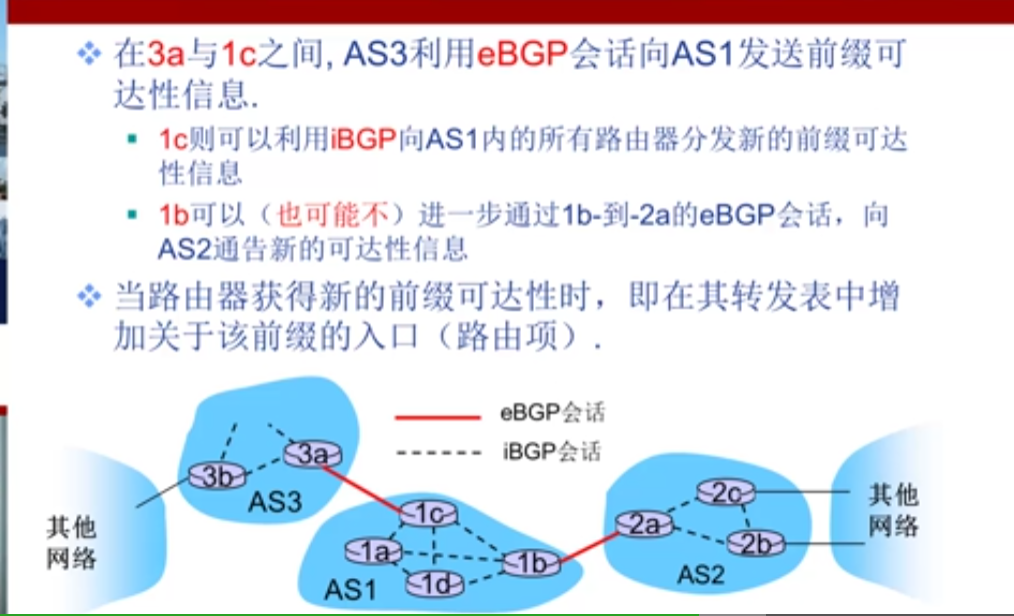 在3a与1c之间, AS3利用eBGP会话向AS1发送前缀可
达性信息.
1c则可以利用iBGP向AS1内的所有路由器分发新的前缀可达
性信息
1b可以（也可能不）进一步通过1b-到-2a的eBGP会话，向
AS2通告新的可达性信息
当路由器获得新的前缀可达性时，即在其转发表中增
加关于该前缀的入口（路由项）.
eBGP会话
iBGP会话
3a
3b
AS3
其他
网络
1c
1a
1d
1b
AS1
2c
2a
2b
AS2
其他
网络